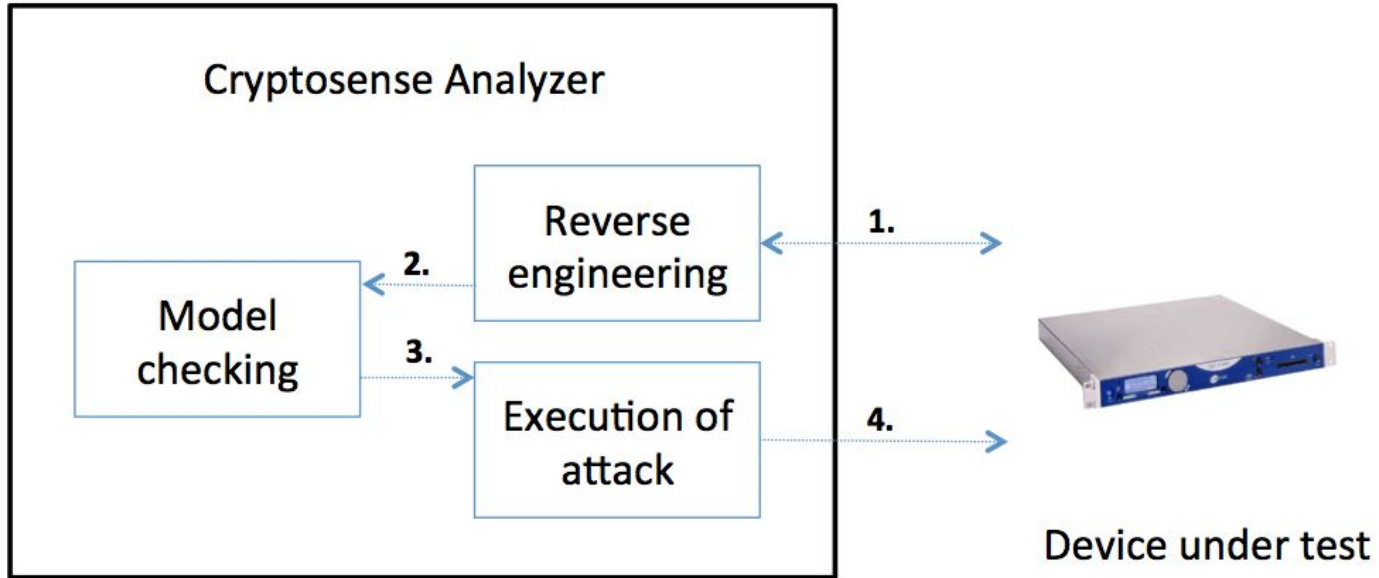 Cryptosense Analyzer
Reverse
engineering
1.
2.
Model
checking
3.
Execution of
attack
4.
Device under test